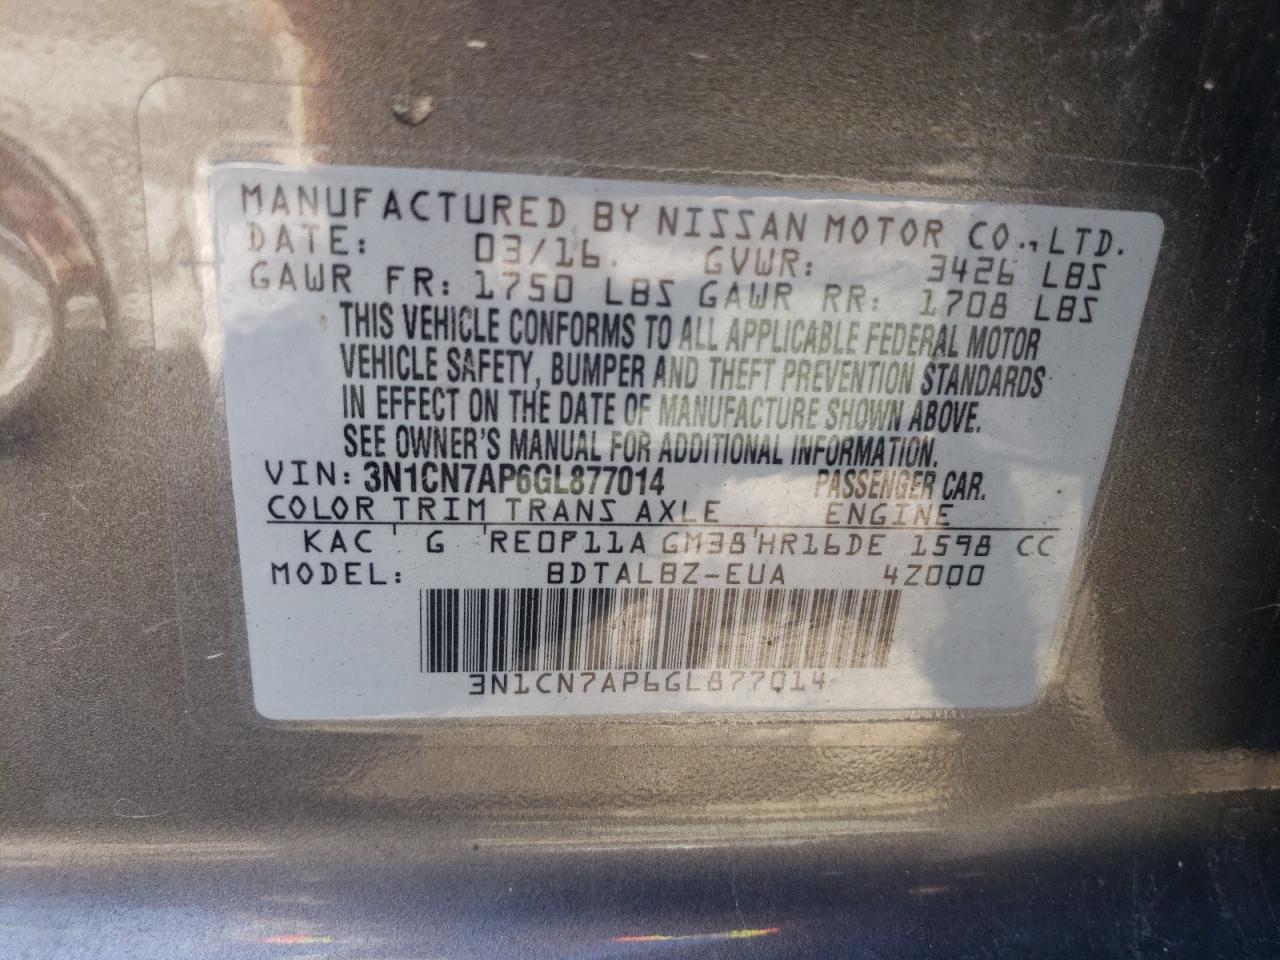 MANUFACTURED BY NISSAN MOTOR CO., LTD.
DATE: 03/16. GVWR: 3426 LBS
GAWR FR: 1750 LBS GAWR RR: 1708 LBS
THIS VEHICLE CONFORMS TO ALL APPLICABLE FEDERAL MOTOR
VEHICLE SAFETY, BUMPER AND THEFT PREVENTION STANDARDS
IN EFFECT ON THE DATE OF MANUFACTURE SHOWN ABOVE.
SEE OWNER'S MANUAL FOR ADDITIONAL INFORMATION.
VIN: 3N1CN7AP6GL877014 PASSENGER CAR.
COLOR TRIM TRANS AXLE ENGINE
KAC G RE0F11A GM38 HR16DE 1598 CC
MODEL: BDTALBZ-EUA 4Z000
3N1CN7AP6GL877014